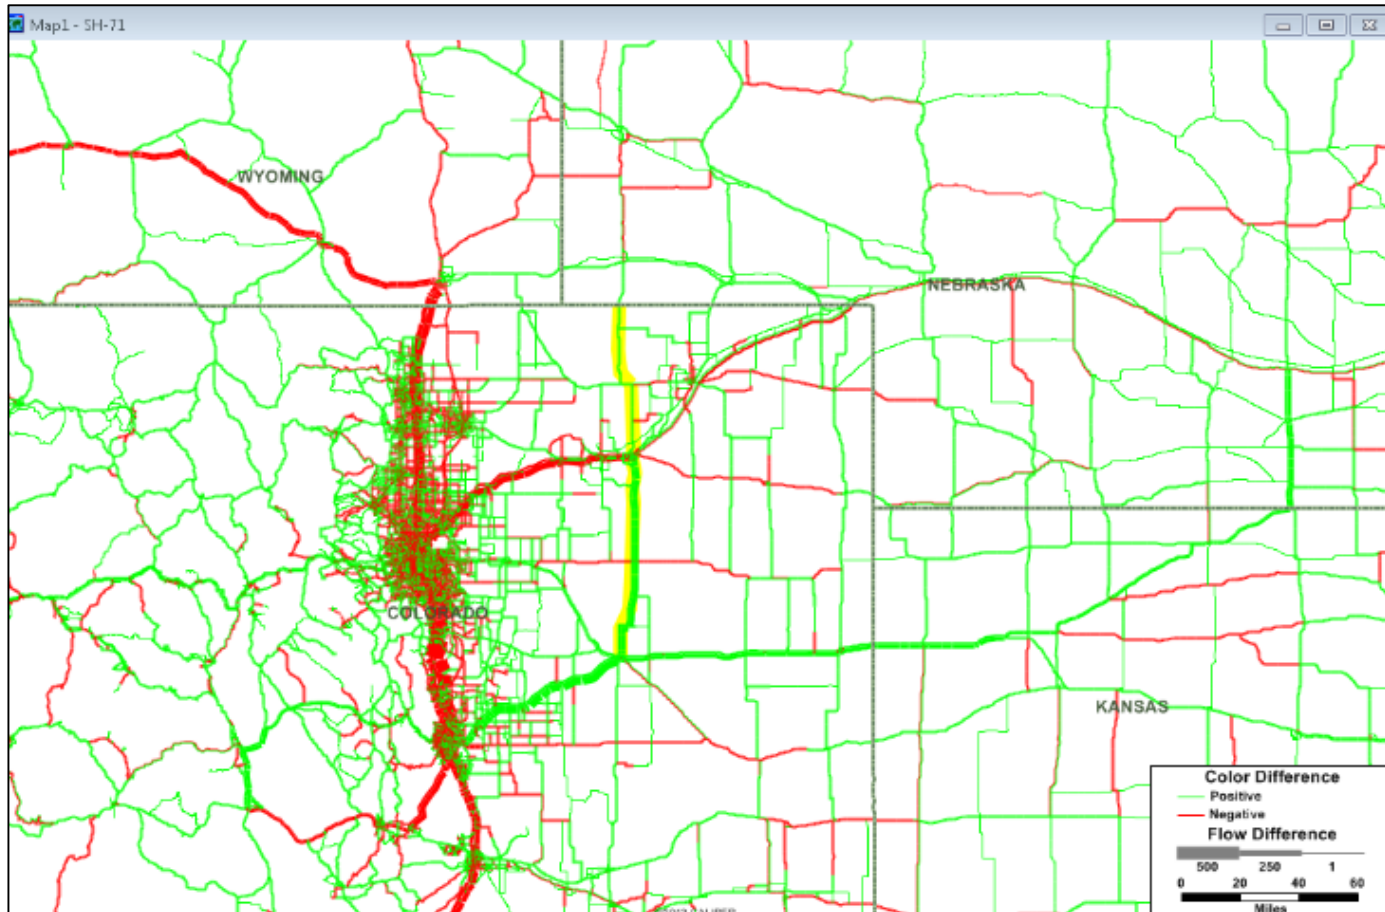 Map1 - SH-71
WYOMING
NEBRASKA
COLORADO
KANSAS
Color Difference
Positive
Negative
Flow Difference
500 250 1
0 20 40 60
Miles